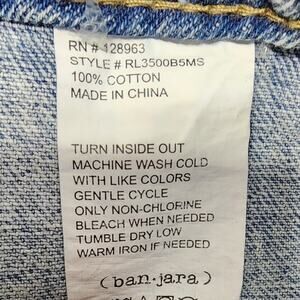 RN # 128963
STYLE # RL3500B5MS
100% COTTON
MADE IN CHINA
TURN INSIDE OUT
MACHINE WASH COLD
WITH LIKE COLORS
GENTLE CYCLE
ONLY NON-CHLORINE
BLEACH WHEN NEEDED
TUMBLE DRY LOW
WARM IRON IF NEEDED
(ban·jara)